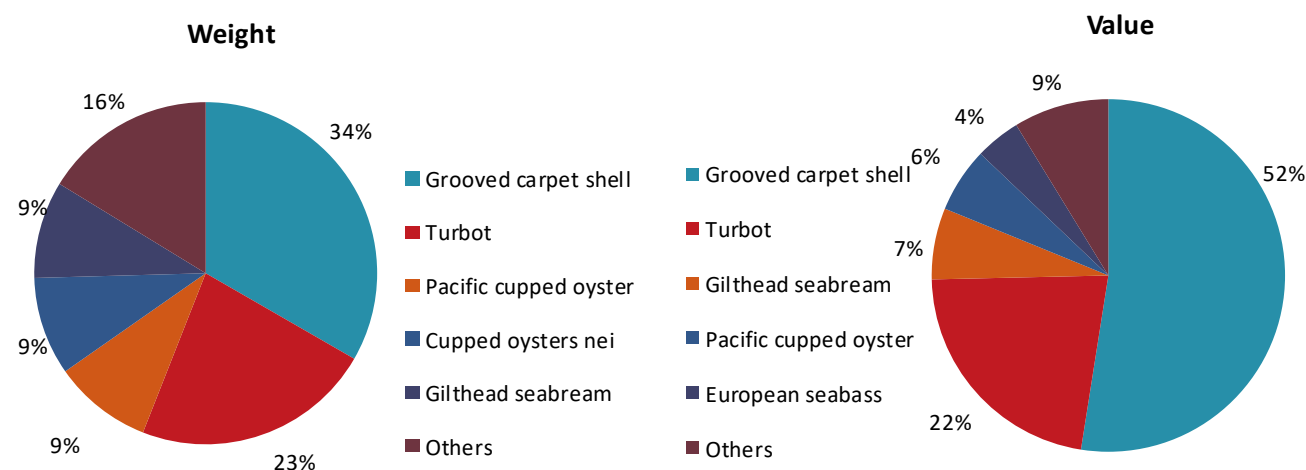 Weight
16%
34%
9%
9%
9%
23%
Grooved carpet shell
Turbot
Pacific cupped oyster
Cupped oysters nei
Gilthead seabream
Others
Value
9%
4%
6%
52%
7%
22%
Grooved carpet shell
Turbot
Gilthead seabream
Pacific cupped oyster
European seabass
Others